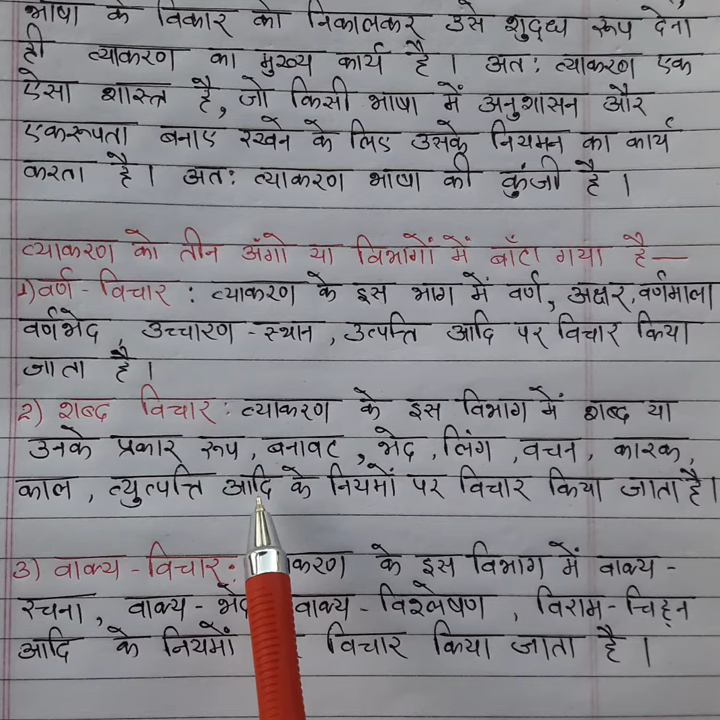 भाषा के विकार को निकालकर उसे शुद्ध रूप देना
ही व्याकरण का मुख्य कार्य है । अतः व्याकरण एक
ऐसा शास्त्र है, जो किसी भाषा में अनुशासन और
एकरूपता बनाए रखने के लिए उसके नियमन का कार्य
करता है । अतः व्याकरण भाषा की कुंजी है ।
व्याकरण को तीन अंगो या विभागों में बाँटा गया है—
1) वर्ण - विचार : व्याकरण के इस भाग में वर्ण, अक्षर, वर्णमाला
वर्णभेद, उच्चारण - स्थान, उत्पत्ति आदि पर विचार किया
जाता है ।
2) शब्द विचार : व्याकरण के इस विभाग में शब्द या
उनके प्रकार रूप, बनावट, भेद, लिंग, वचन, कारक,
काल, व्युत्पत्ति आदि के नियमों पर विचार किया जाता है।
3) वाक्य - विचार : करण के इस विभाग में वाक्य -
रचना, वाक्य - भेद वाक्य - विश्लेषण, विराम - चिह्न
आदि के नियमों विचार किया जाता है ।